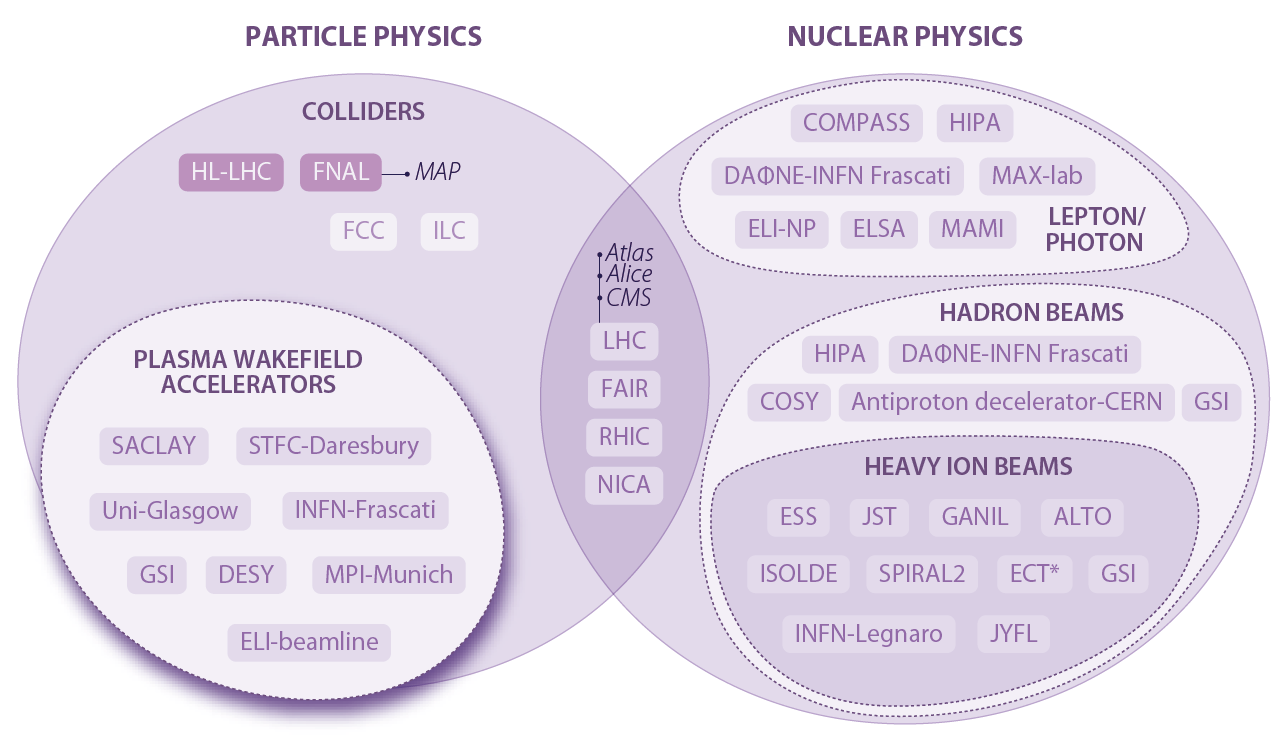 PARTICLE PHYSICS
COLLIDERS
HL-LHC FNAL MAP
FCC ILC
PLASMA WAKEFIELD
ACCELERATORS
SACLAY STFC-Daresbury
Uni-Glasgow INFN-Frascati
GSI DESY MPI-Munich
ELI-beamline
Atlas
Alice
CMS
LHC
FAIR
RHIC
NICA
NUCLEAR PHYSICS
COMPASS HIPA
DAΦNE-INFN Frascati MAX-lab
ELI-NP ELSA MAMI
LEPTON/
PHOTON
HADRON BEAMS
HIPA DAΦNE-INFN Frascati
COSY Antiproton decelerator-CERN GSI
HEAVY ION BEAMS
ESS JST GANIL ALTO
ISOLDE SPIRAL2 ECT* GSI
INFN-Legnaro JYFL